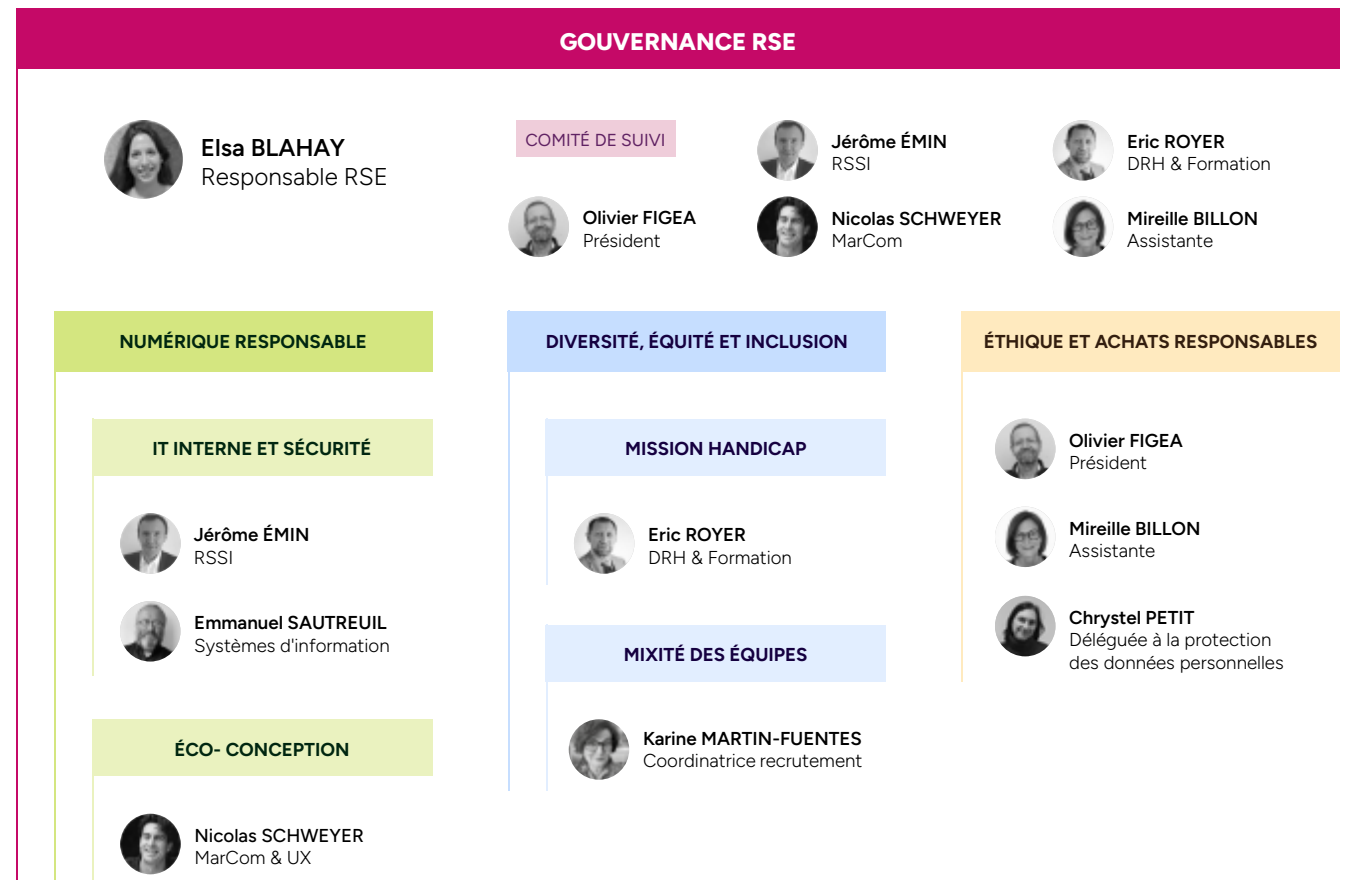 GOUVERNANCE RSE
Elsa BLAHAY
Responsable RSE
COMITÉ DE SUIVI
Olivier FIGEA
Président
Jérôme ÉMIN
RSSI
Nicolas SCHWEYER
MarCom
Eric ROYER
DRH & Formation
Mireille BILLON
Assistante
NUMÉRIQUE RESPONSABLE
IT INTERNE ET SÉCURITÉ
Jérôme ÉMIN
RSSI
Emmanuel SAUTREUIL
Systèmes d'information
ÉCO- CONCEPTION
Nicolas SCHWEYER
MarCom & UX
DIVERSITÉ, ÉQUITÉ ET INCLUSION
MISSION HANDICAP
Eric ROYER
DRH & Formation
MIXITÉ DES ÉQUIPES
Karine MARTIN-FUENTES
Coordinatrice recrutement
ÉTHIQUE ET ACHATS RESPONSABLES
Olivier FIGEA
Président
Mireille BILLON
Assistante
Chrystel PETIT
Déléguée à la protection
des données personnelles